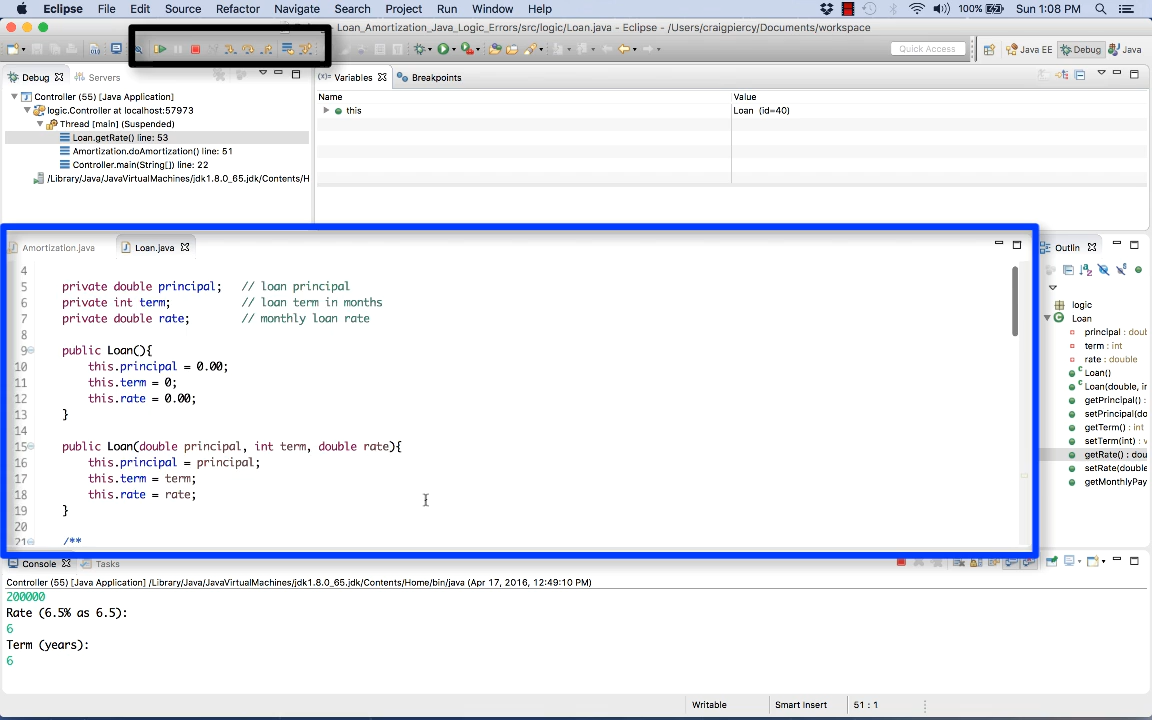 Eclipse File Edit Source Refactor Navigate Search Project Run Window Help 100% Sun 1:08 PM
Loan_Amortization_Java_Logic_Errors/src/logic/Loan.java - Eclipse - /Users/craigpiercy/Documents/workspace
Quick Access Java EE Debug Java
Debug Servers
(x)= Variables Breakpoints
Controller (55) [Java Application]
logic.Controller at localhost:57973
Thread [main] (Suspended)
Loan.getRate() line: 53
Amortization.doAmortization() line: 51
Controller.main(String[]) line: 22
/Library/Java/JavaVirtualMachines/jdk1.8.0_65.jdk/Contents/H
Name Value
this Loan (id=40)
Amortization.java Loan.java
4
5 private double principal; // loan principal
6 private int term; // loan term in months
7 private double rate; // monthly loan rate
8
9 public Loan(){
10 this.principal = 0.00;
11 this.term = 0;
12 this.rate = 0.00;
13 }
14
15 public Loan(double principal, int term, double rate){
16 this.principal = principal;
17 this.term = term;
18 this.rate = rate;
19 }
20
21 /**
Outlin
logic
Loan
principal : doub
term : int
rate : double
Loan()
Loan(double, in
getPrincipal() :
setPrincipal(do
getTerm() : int
setTerm(int) : v
getRate() : dou
setRate(double
getMonthlyPay
Console Tasks
Controller (55) [Java Application] /Library/Java/JavaVirtualMachines/jdk1.8.0_65.jdk/Contents/Home/bin/java (Apr 17, 2016, 12:49:10 PM)
200000
Rate (6.5% as 6.5):
6
Term (years):
6
Writable Smart Insert 51 : 1